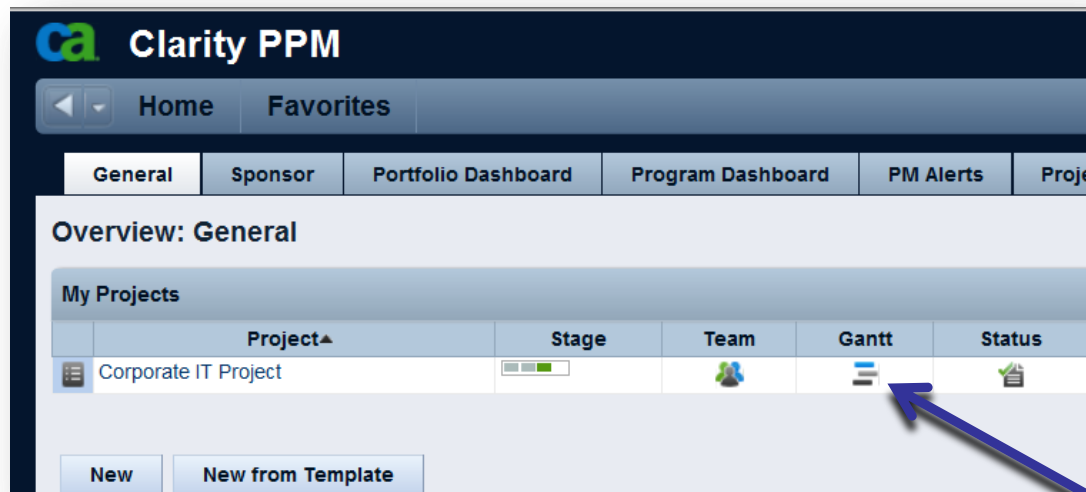 ca Clarity PPM
Home Favorites
General Sponsor Portfolio Dashboard Program Dashboard PM Alerts Proje
Overview: General
My Projects
Project Stage Team Gantt Status
Corporate IT Project
New New from Template